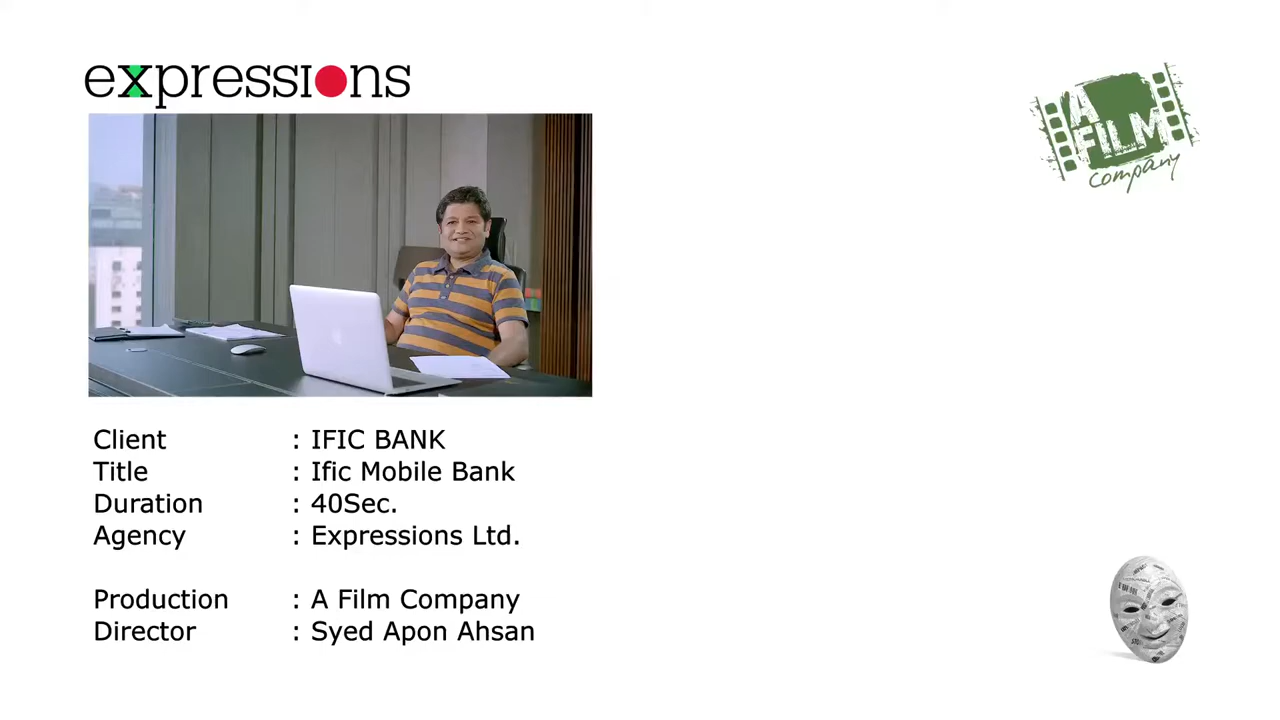 expressions
A
FILM
company
Client : IFIC BANK
Title : Ific Mobile Bank
Duration : 40Sec.
Agency : Expressions Ltd.
Production : A Film Company
Director : Syed Apon Ahsan